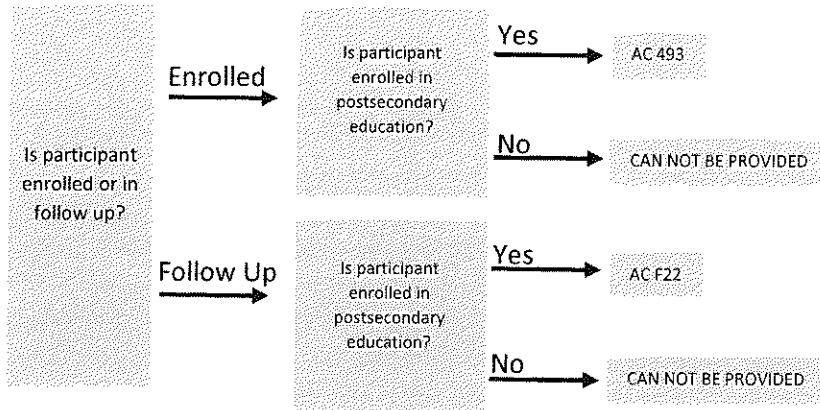 Is participant
enrolled or in
follow up?
Enrolled
Is participant
enrolled in
postsecondary
education?
Yes
AC 493
No
CAN NOT BE PROVIDED
Follow Up
Is participant
enrolled in
postsecondary
education?
Yes
AC F22
No
CAN NOT BE PROVIDED